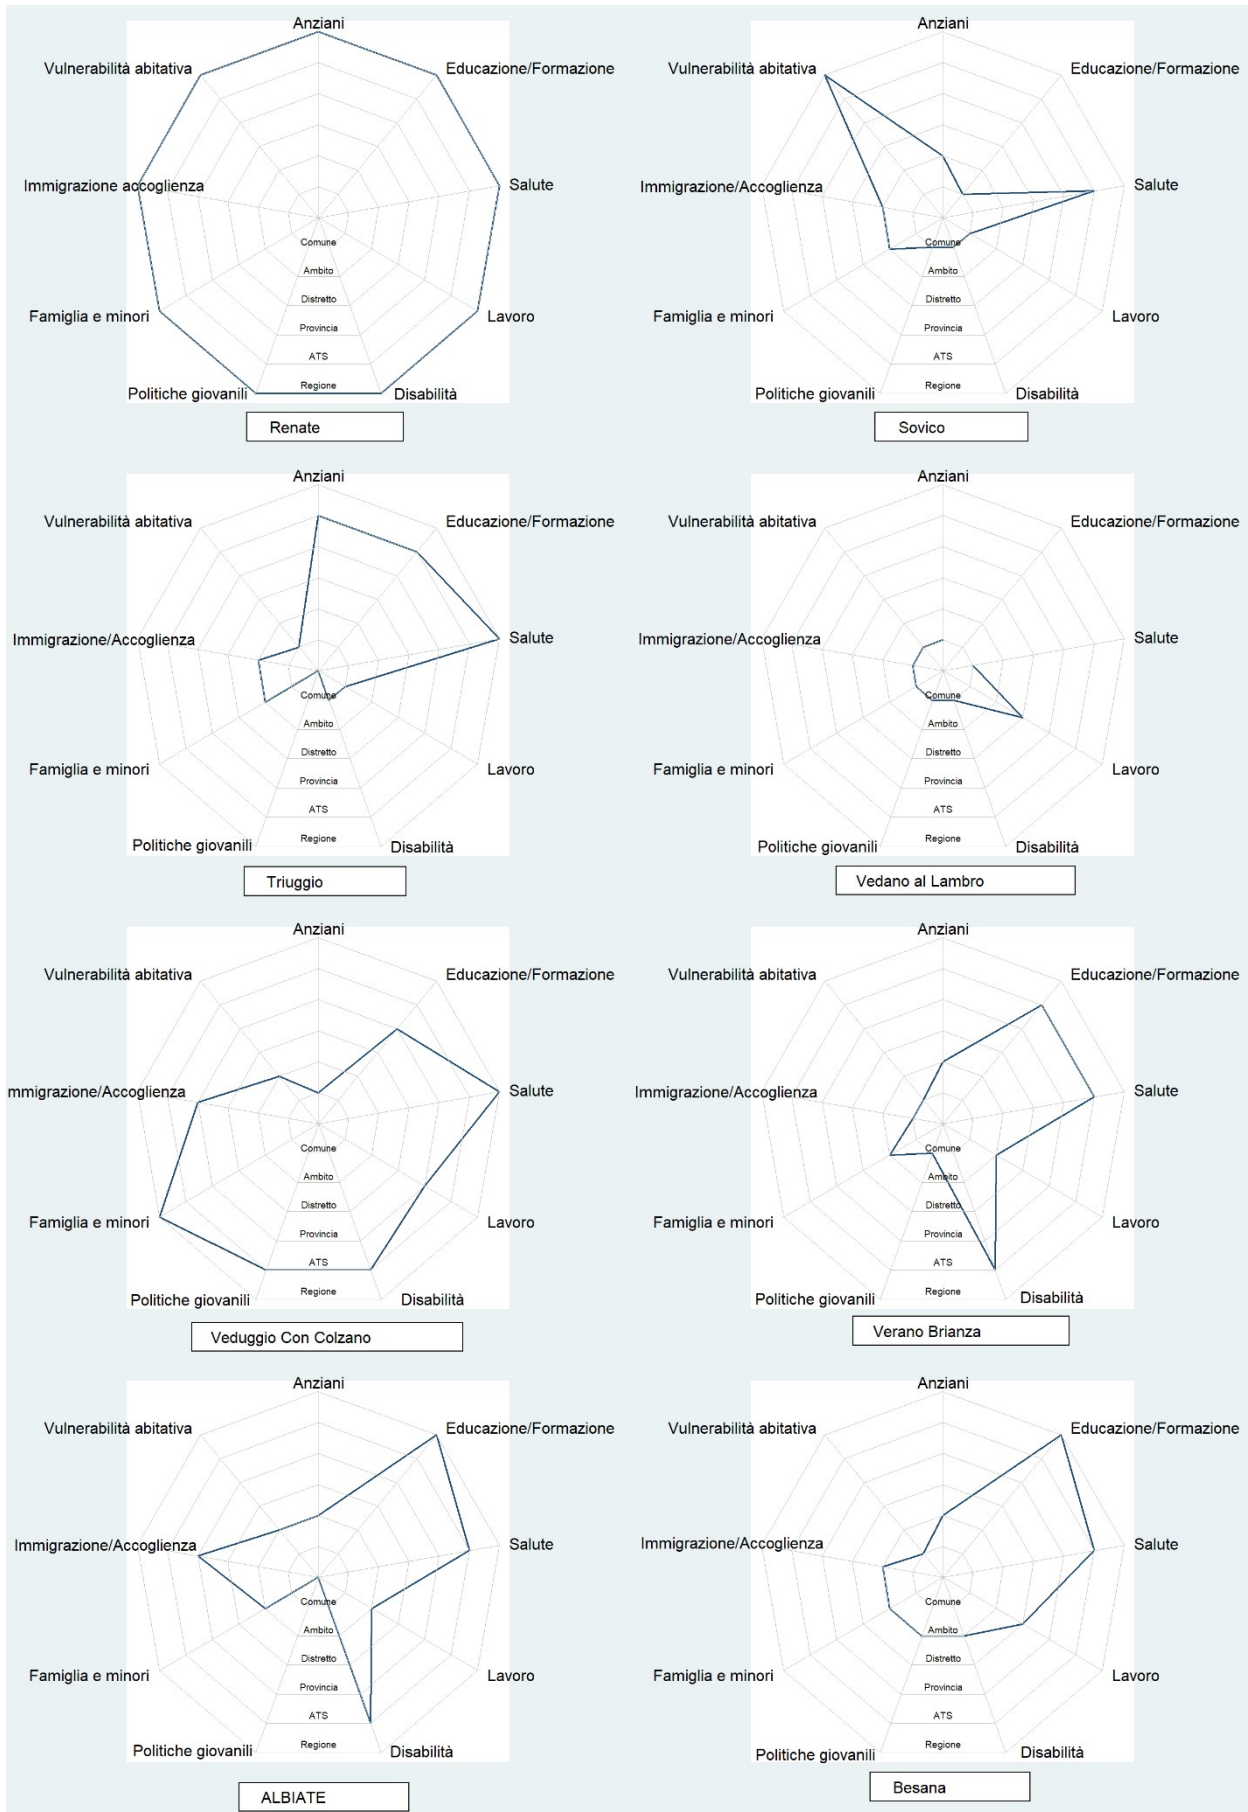 Anziani
Vulnerabilità abitativa
Educazione/Formazione
Immigrazione accoglienza
Salute
Comune
Ambito
Famiglia e minori
Distretto
Lavoro
Provincia
ATS
Regione
Politiche giovanili
Disabilità
Renate
Anziani
Vulnerabilità abitativa
Educazione/Formazione
Immigrazione/Accoglienza
Salute
Comune
Ambito
Famiglia e minori
Distretto
Lavoro
Provincia
ATS
Regione
Politiche giovanili
Disabilità
Sovico
Anziani
Vulnerabilità abitativa
Educazione/Formazione
Immigrazione/Accoglienza
Salute
Comune
Ambito
Distretto
Famiglia e minori
Lavoro
Provincia
ATS
Regione
Politiche giovanili
Disabilità
Triuggio
Anziani
Vulnerabilità abitativa
Educazione/Formazione
Immigrazione/Accoglienza
Salute
Comune
Ambito
Distretto
Famiglia e minori
Lavoro
Provincia
ATS
Regione
Politiche giovanili
Disabilità
Vedano al Lambro
Anziani
Vulnerabilità abitativa
Educazione/Formazione
mmigrazione/Accoglienza
Salute
Comune
Ambito
Distretto
Famiglia e minori
Lavoro
Provincia
ATS
Regione
Politiche giovanili
Disabilità
Veduggio Con Colzano
Anziani
Vulnerabilità abitativa
Educazione/Formazione
Immigrazione/Accoglienza
Salute
Comune
Ambito
Distretto
Famiglia e minori
Lavoro
Provincia
ATS
Regione
Politiche giovanili
Disabilità
Verano Brianza
Anziani
Vulnerabilità abitativa
Educazione/Formazione
Immigrazione/Accoglienza
Salute
Comune
Ambito
Distretto
Famiglia e minori
Lavoro
Provincia
ATS
Regione
Politiche giovanili
Disabilità
ALBIATE
Anziani
Vulnerabilità abitativa
Educazione/Formazione
Immigrazione/Accoglienza
Salute
Comune
Ambito
Distretto
Famiglia e minori
Lavoro
Provincia
ATS
Regione
Politiche giovanili
Disabilità
Besana